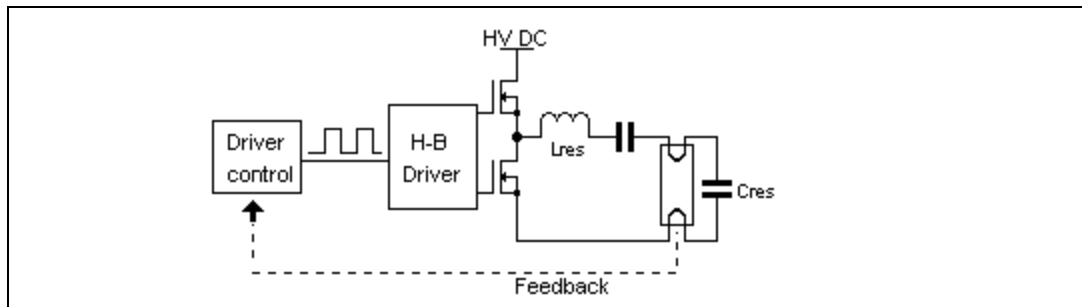 HV DC
Driver
control
H-B
Driver
Lres
Cres
Feedback